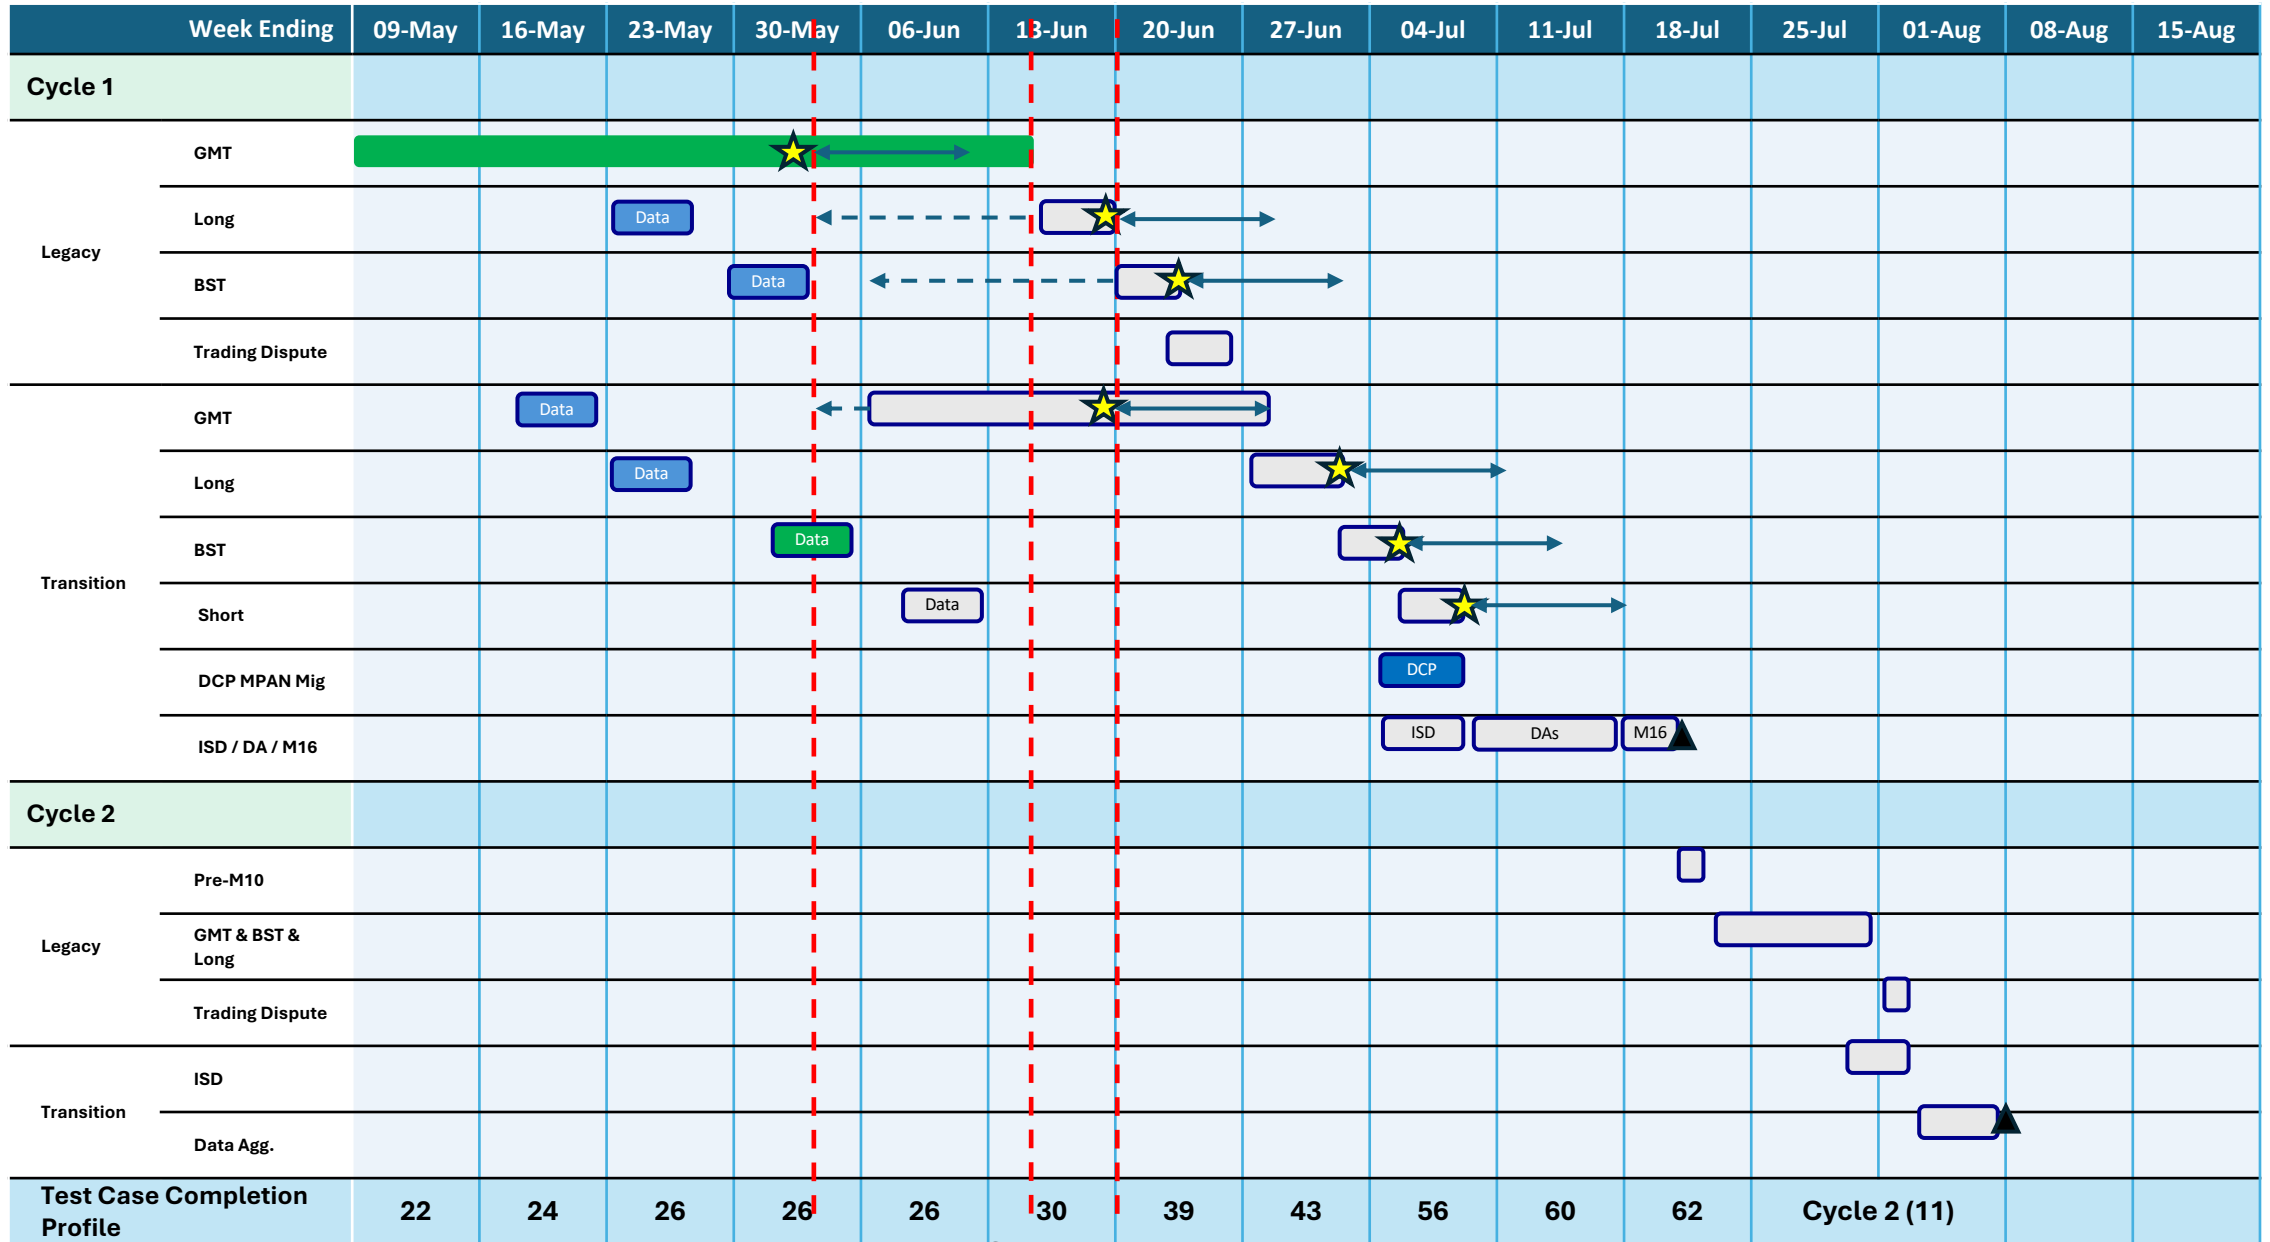 Week Ending 09-May 16-May 23-May 30-May 06-Jun 13-Jun 20-Jun 27-Jun 04-Jul 11-Jul 18-Jul 25-Jul 01-Aug 08-Aug 15-Aug
Cycle 1
Legacy
GMT
Long Data
BST Data
Trading Dispute
Transition
GMT Data
Long Data
BST Data
Short Data
DCP MPAN Mig DCP
ISD / DA / M16 ISD DAs M16
Cycle 2
Legacy
Pre-M10
GMT & BST &
Long
Trading Dispute
Transition
ISD
Data Agg.
Test Case Completion
Profile
22 24 26 26 26 30 39 43 56 60 62 Cycle 2 (11)